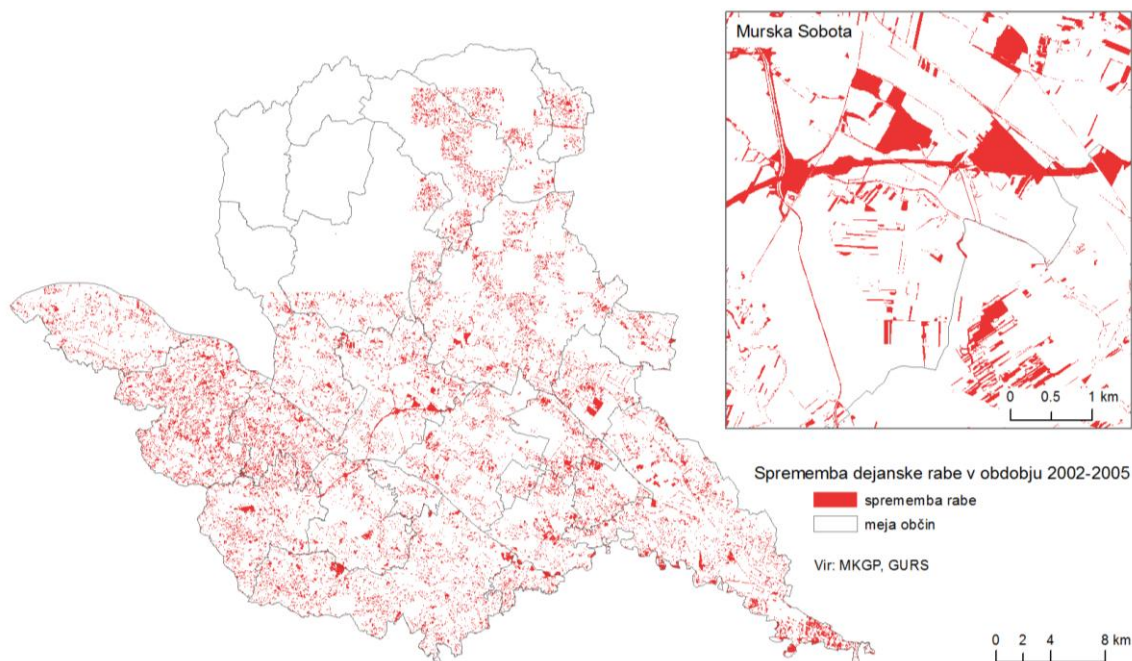 Murska Sobota
0 0.5 1 km
Sprememba dejanske rabe v obdobju 2002-2005
sprememba rabe
meja občin
Vir: MKGP, GURS
0 2 4 8 km